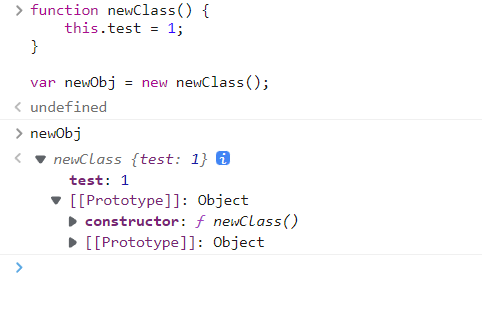 function newClass() {
this.test = 1;
}
var newObj = new newClass();
undefined
newObj
newClass {test: 1} i
test: 1
[[Prototype]]: Object
constructor: ƒ newClass()
[[Prototype]]: Object